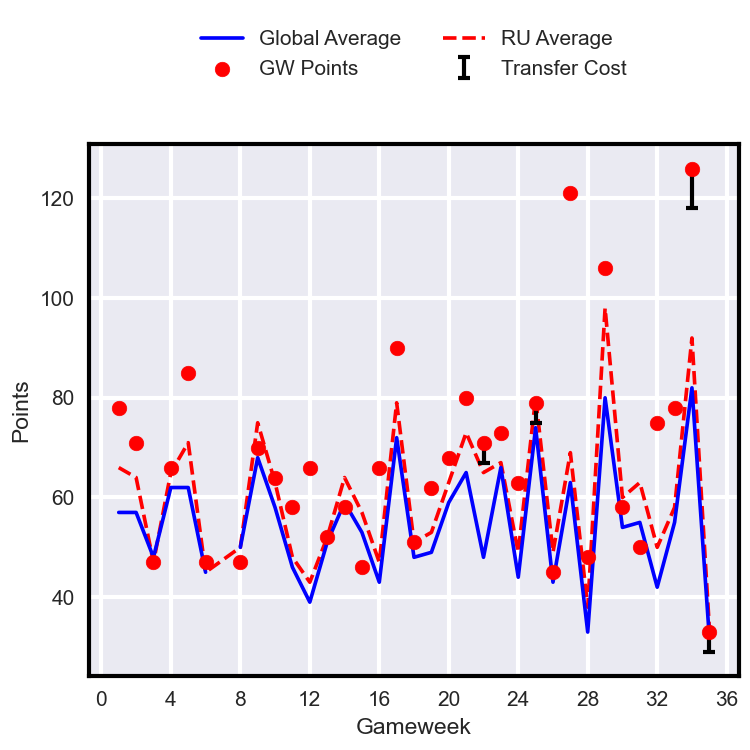 Global Average
RU Average
GW Points
Transfer Cost
120
100
80
60
40
Points
0 4 8 12 16 20 24 28 32 36
Gameweek